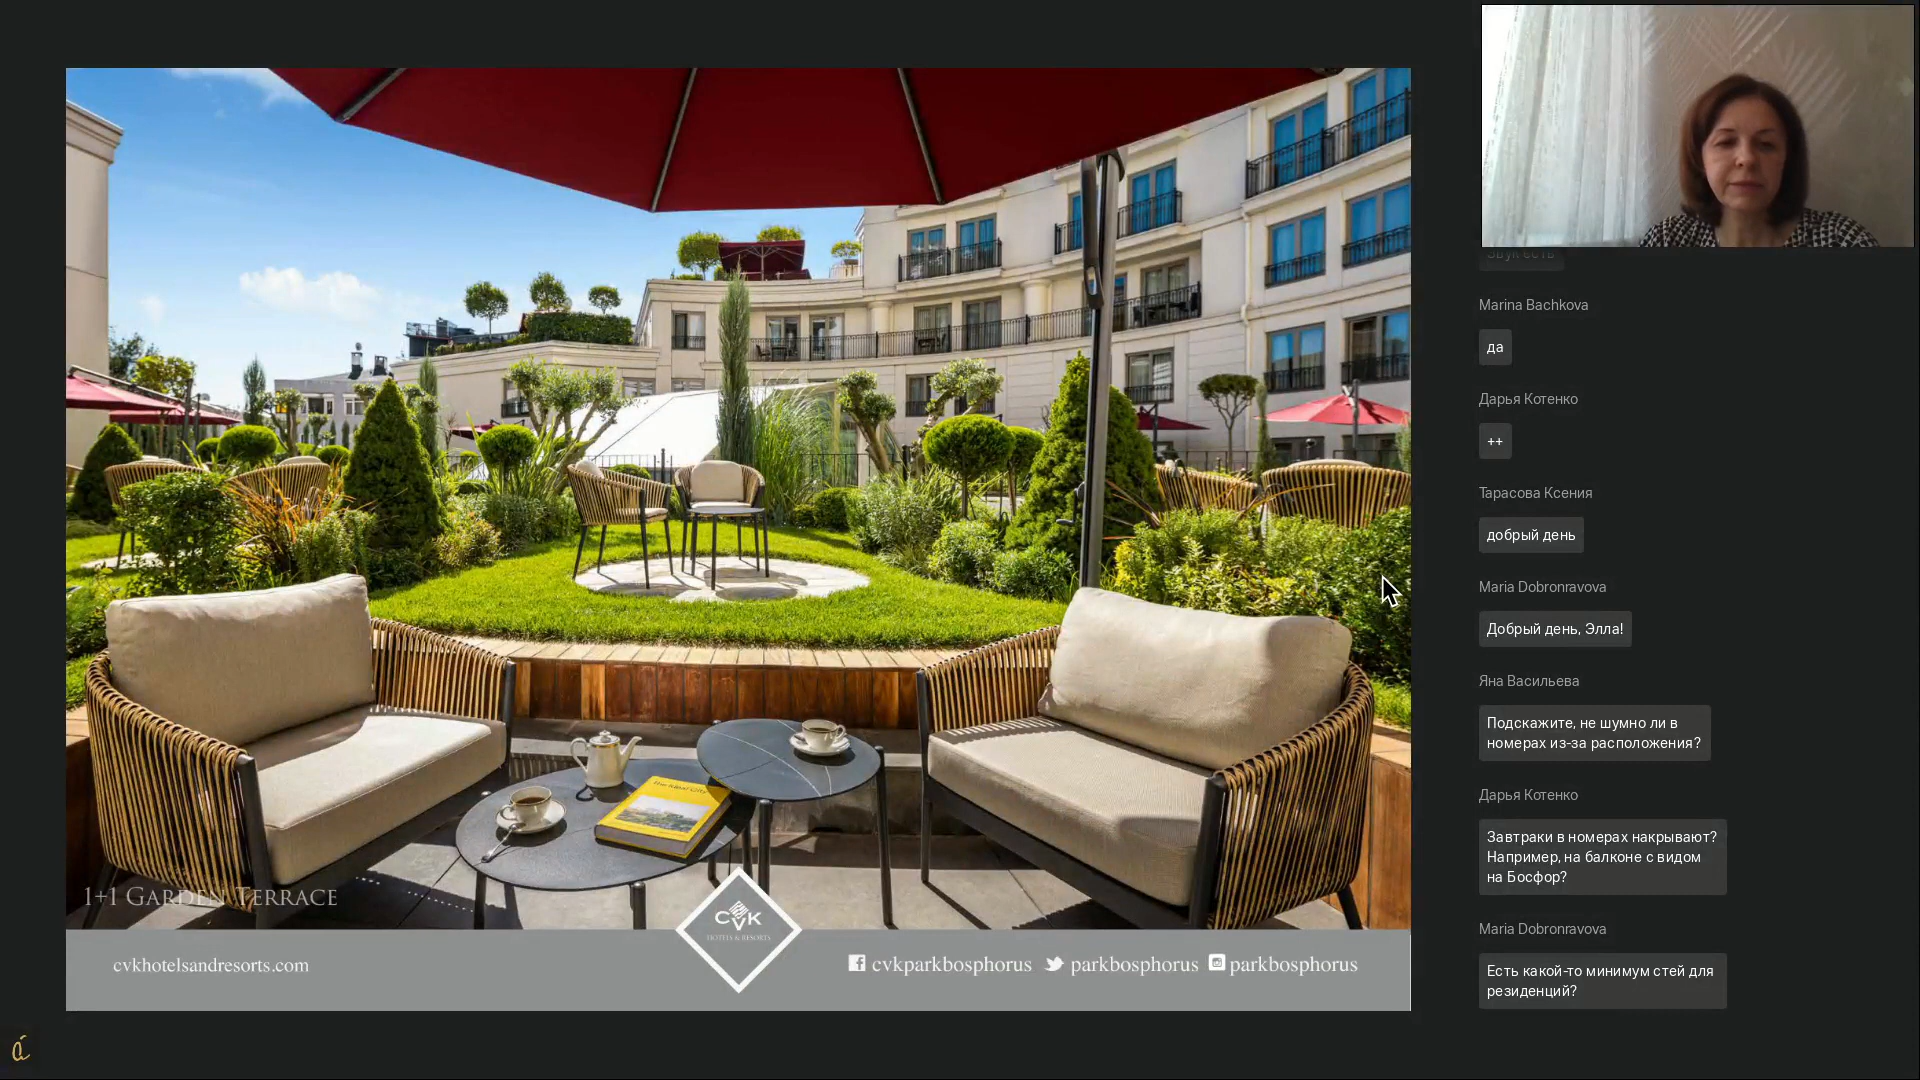 1+1 GARDEN TERRACE
CVK
HOTELS & RESORTS
cvkhotelsandresorts.com
cvkparkbosphorus
parkbosphorus
parkbosphorus
Звук есть
Marina Bachkova
да
Дарья Котенко
++
Тарасова Ксения
добрый день
Maria Dobronravova
Добрый день, Элла!
Яна Васильева
Подскажите, не шумно ли в
номерах из-за расположения?
Дарья Котенко
Завтраки в номерах накрывают?
Например, на балконе с видом
на Босфор?
Maria Dobronravova
Есть какой-то минимум стей для
резиденций?
á